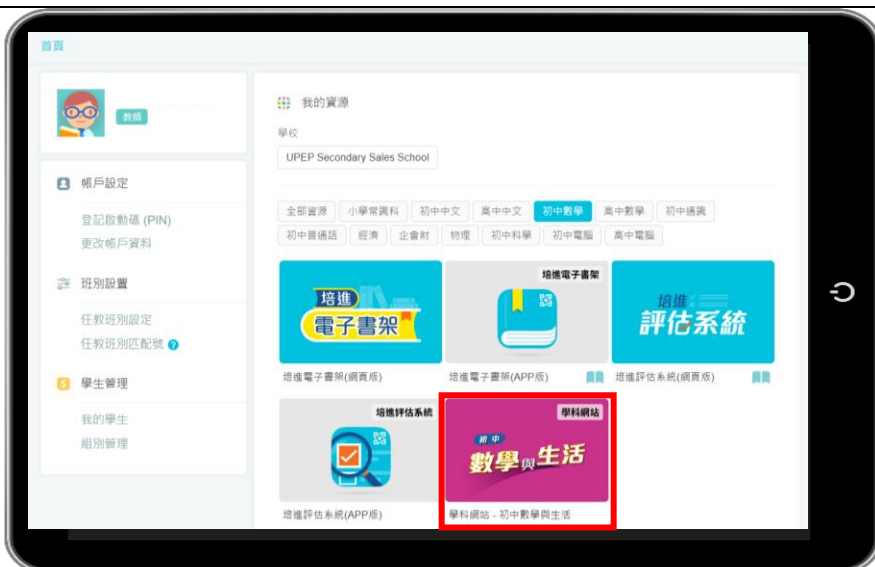 首頁
教師
帳戶設定
登記啟動碼 (PIN)
更改帳戶資料
班別設置
任教班別設定
任教班別匹配號 ?
學生管理
我的學生
組別管理
我的資源
學校
UPEP Secondary Sales School
全部資源 小學常識科 初中中文 高中中文 初中數學 高中數學 初中通識
初中普通話 經濟 企會財 物理 初中科學 初中電腦 高中電腦
培進
電子書架
培進電子書架(網頁版)
培進電子書架
培進電子書架(APP版)
培進
評估系統
培進評估系統(網頁版)
培進評估系統
培進評估系統(APP版)
學科網站
初中
數學與生活
學科網站 - 初中數學與生活